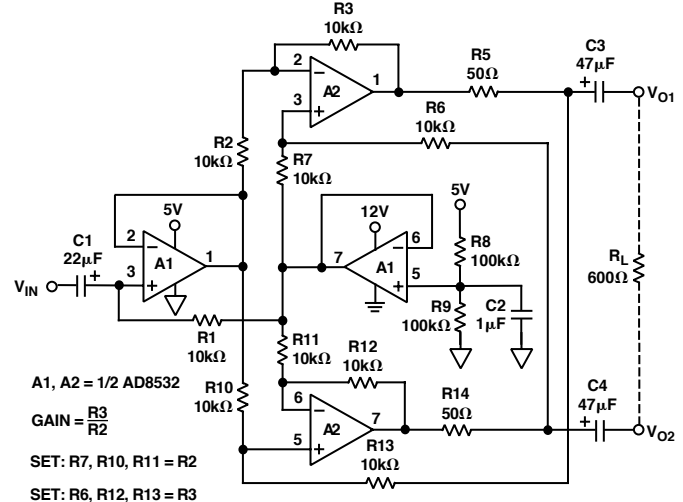 R3
10kΩ
2
A2
1
3
R5
50Ω
C3
47µF
+
VO1
R6
10kΩ
R2
10kΩ
R7
10kΩ
5V
2
A1
1
3
C1
22µF
+
VIN
12V
6
7
A1
5
5V
R8
100kΩ
R9
100kΩ
C2
1µF
RL
600Ω
R1
10kΩ
R11
10kΩ
R12
10kΩ
R10
10kΩ
6
A2
7
5
R14
50Ω
R13
10kΩ
C4
47µF
+
VO2
A1, A2 = 1/2 AD8532
GAIN = R3
R2
SET: R7, R10, R11 = R2
SET: R6, R12, R13 = R3